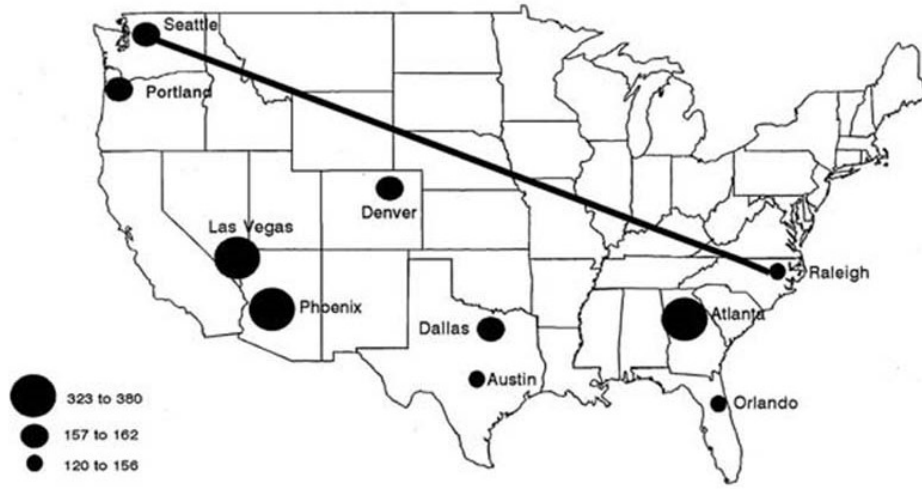 Seattle
Portland
Denver
Las Vegas
Phoenix
Raleigh
Atlanta
Dallas
Austin
Orlando
323 to 380
157 to 162
120 to 156